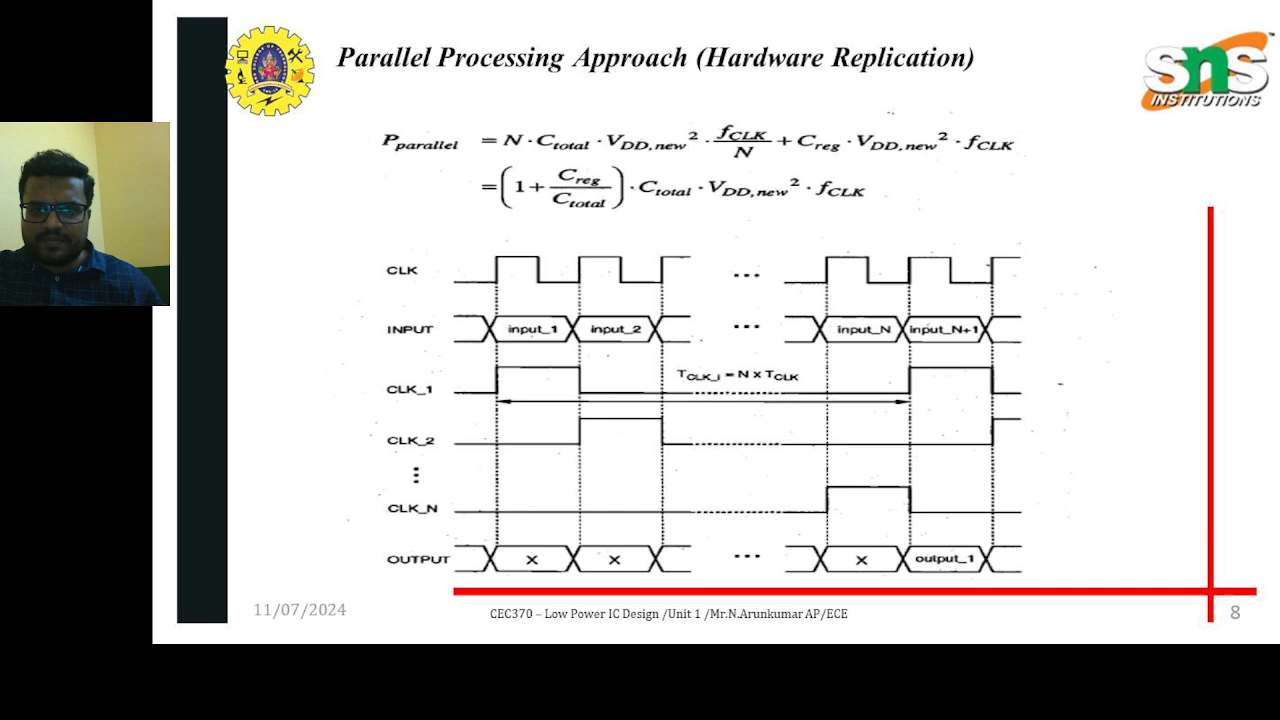 Parallel Processing Approach (Hardware Replication)
SNS
INSTITUTIONS
P_parallel = N · C_total · V_DD,new² · f_CLK/N + C_reg · V_DD,new² · f_CLK
= (1 + C_reg/C_total) · C_total · V_DD,new² · f_CLK
CLK ...
INPUT input_1 input_2 ... input_N input_N+1
T_CLK_i = N x T_CLK
CLK_1
CLK_2
CLK_N
OUTPUT X X ... X output_1
11/07/2024 CEC370 – Low Power IC Design /Unit 1 /Mr.N.Arunkumar AP/ECE 8